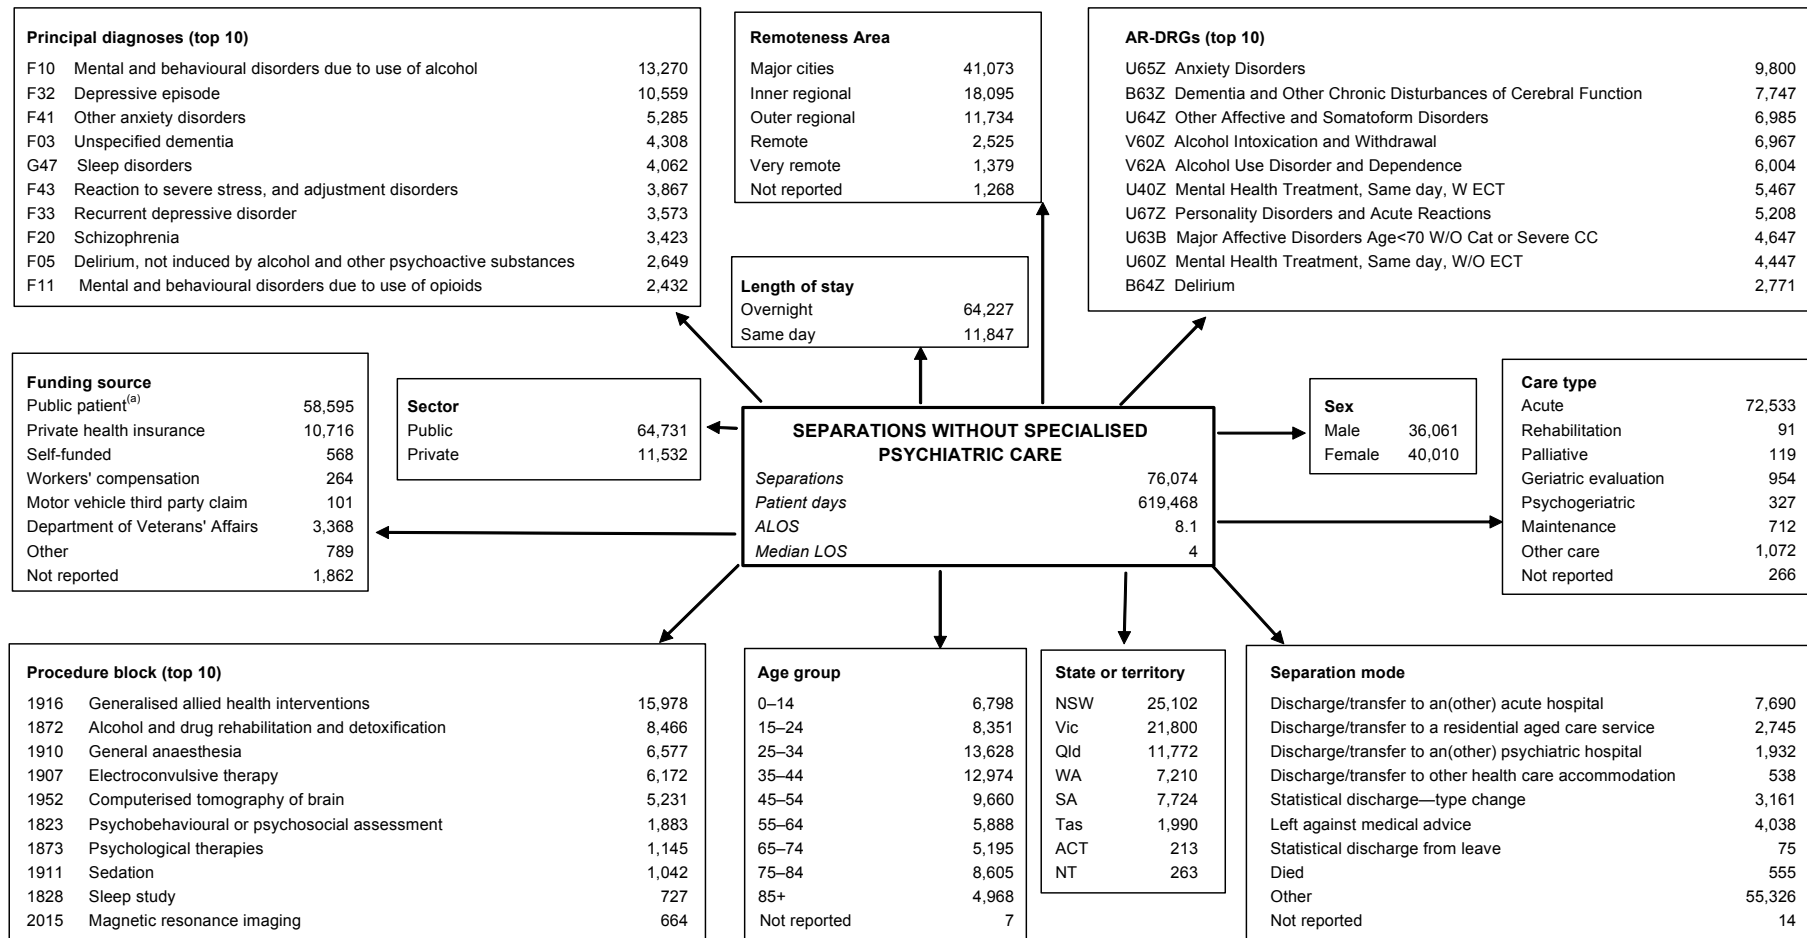 Principal diagnoses (top 10)
F10 Mental and behavioural disorders due to use of alcohol 13,270
F32 Depressive episode 10,559
F41 Other anxiety disorders 5,285
F03 Unspecified dementia 4,308
G47 Sleep disorders 4,062
F43 Reaction to severe stress, and adjustment disorders 3,867
F33 Recurrent depressive disorder 3,573
F20 Schizophrenia 3,423
F05 Delirium, not induced by alcohol and other psychoactive substances 2,649
F11 Mental and behavioural disorders due to use of opioids 2,432
Remoteness Area
Major cities 41,073
Inner regional 18,095
Outer regional 11,734
Remote 2,525
Very remote 1,379
Not reported 1,268
AR-DRGs (top 10)
U65Z Anxiety Disorders 9,800
B63Z Dementia and Other Chronic Disturbances of Cerebral Function 7,747
U64Z Other Affective and Somatoform Disorders 6,985
V60Z Alcohol Intoxication and Withdrawal 6,967
V62A Alcohol Use Disorder and Dependence 6,004
U40Z Mental Health Treatment, Same day, W ECT 5,467
U67Z Personality Disorders and Acute Reactions 5,208
U63B Major Affective Disorders Age<70 W/O Cat or Severe CC 4,647
U60Z Mental Health Treatment, Same day, W/O ECT 4,447
B64Z Delirium 2,771
Length of stay
Overnight 64,227
Same day 11,847
Funding source
Public patient(a) 58,595
Private health insurance 10,716
Self-funded 568
Workers' compensation 264
Motor vehicle third party claim 101
Department of Veterans' Affairs 3,368
Other 789
Not reported 1,862
Sector
Public 64,731
Private 11,532
SEPARATIONS WITHOUT SPECIALISED
PSYCHIATRIC CARE
Separations 76,074
Patient days 619,468
ALOS 8.1
Median LOS 4
Sex
Male 36,061
Female 40,010
Care type
Acute 72,533
Rehabilitation 91
Palliative 119
Geriatric evaluation 954
Psychogeriatric 327
Maintenance 712
Other care 1,072
Not reported 266
Procedure block (top 10)
1916 Generalised allied health interventions 15,978
1872 Alcohol and drug rehabilitation and detoxification 8,466
1910 General anaesthesia 6,577
1907 Electroconvulsive therapy 6,172
1952 Computerised tomography of brain 5,231
1823 Psychobehavioural or psychosocial assessment 1,883
1873 Psychological therapies 1,145
1911 Sedation 1,042
1828 Sleep study 727
2015 Magnetic resonance imaging 664
Age group
0–14 6,798
15–24 8,351
25–34 13,628
35–44 12,974
45–54 9,660
55–64 5,888
65–74 5,195
75–84 8,605
85+ 4,968
Not reported 7
State or territory
NSW 25,102
Vic 21,800
Qld 11,772
WA 7,210
SA 7,724
Tas 1,990
ACT 213
NT 263
Separation mode
Discharge/transfer to an(other) acute hospital 7,690
Discharge/transfer to a residential aged care service 2,745
Discharge/transfer to an(other) psychiatric hospital 1,932
Discharge/transfer to other health care accommodation 538
Statistical discharge—type change 3,161
Left against medical advice 4,038
Statistical discharge from leave 75
Died 555
Other 55,326
Not reported 14